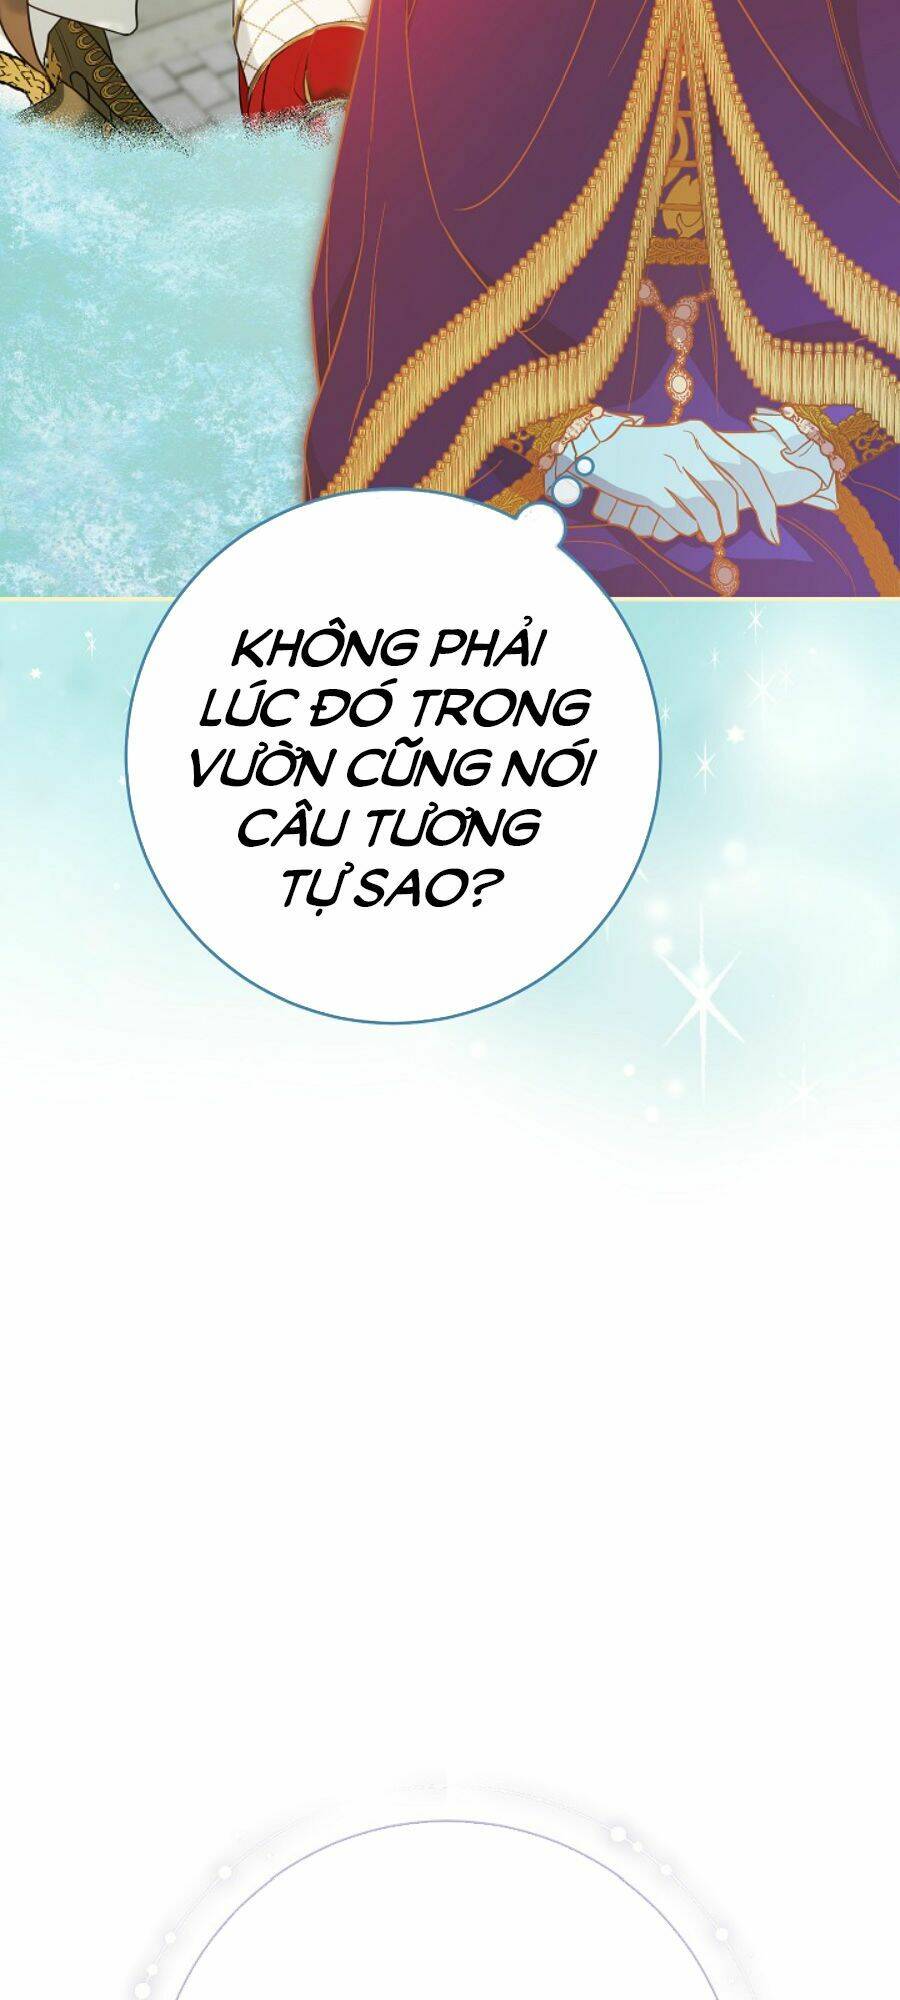 KHÔNG PHẢI
LÚC ĐÓ TRONG
VƯỜN CŨNG NÓI
CÂU TƯƠNG
TỰ SAO?